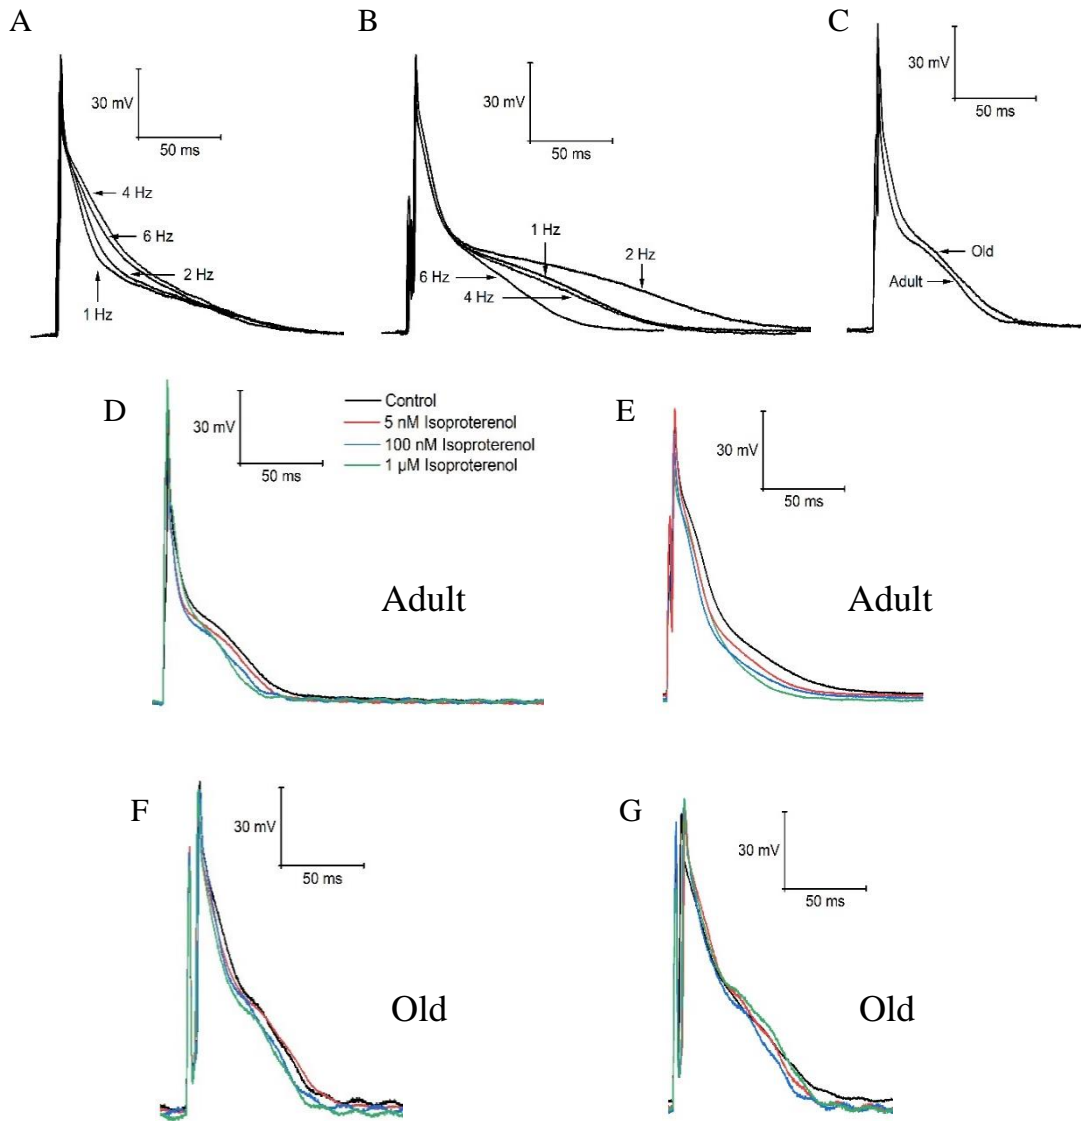 A
B
C
30 mV
50 ms
4 Hz
6 Hz
2 Hz
1 Hz
30 mV
50 ms
1 Hz
2 Hz
6 Hz
4 Hz
30 mV
50 ms
Old
Adult
D
30 mV
50 ms
Control
5 nM Isoproterenol
100 nM Isoproterenol
1 µM Isoproterenol
Adult
E
30 mV
50 ms
Adult
F
30 mV
50 ms
Old
G
30 mV
50 ms
Old